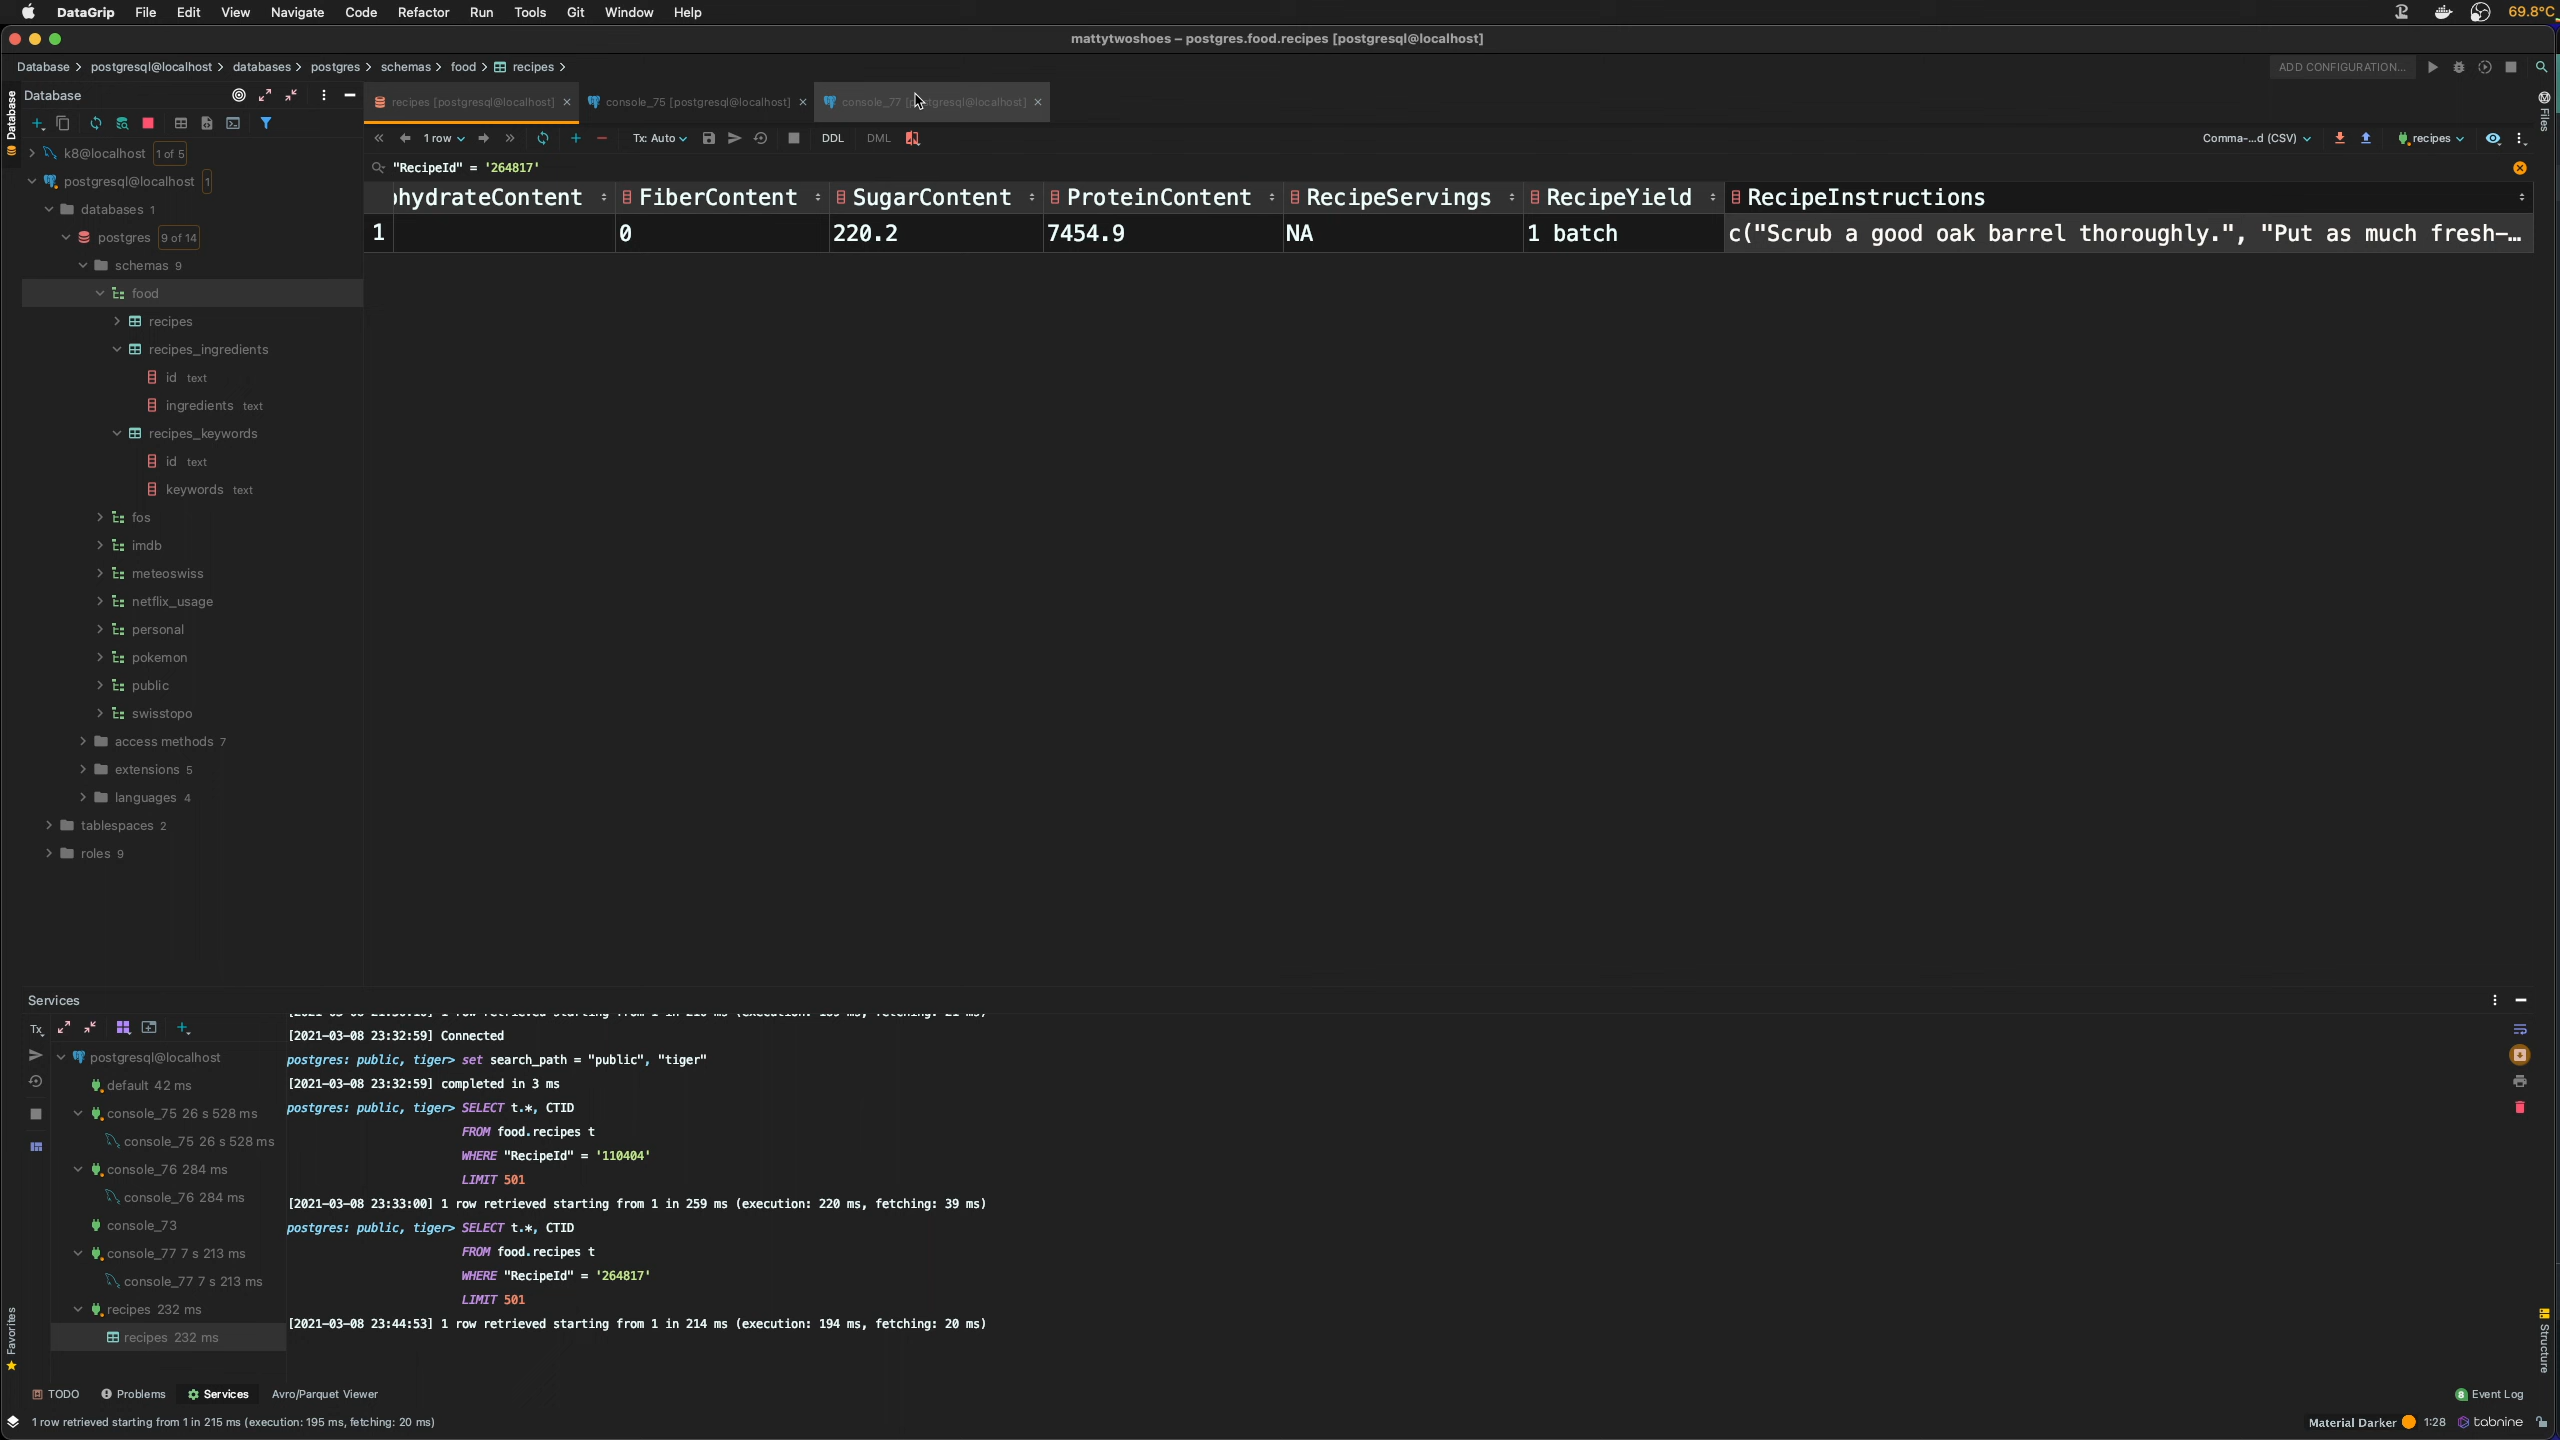 DataGrip File Edit View Navigate Code Refactor Run Tools Git Window Help 69.8°C
mattytwoshoes – postgres.food.recipes [postgresql@localhost]
Database postgresql@localhost databases postgres schemas food recipes ADD CONFIGURATION...
Database
recipes [postgresql@localhost] console_75 [postgresql@localhost]
Database
Files
1 row Tx: Auto DDL DML Comma-...d (CSV) recipes
"RecipeId" = '264817'
hydrateContent FiberContent SugarContent ProteinContent RecipeServings RecipeYield RecipeInstructions
1 0 220.2 7454.9 NA 1 batch c("Scrub a good oak barrel thoroughly.", "Put as much fresh-…
k8@localhost 1 of 5
postgresql@localhost 1
databases 1
postgres 9 of 14
schemas 9
food
recipes
recipes_ingredients
id text
ingredients text
recipes_keywords
id text
keywords text
fos
imdb
meteoswiss
netflix_usage
personal
pokemon
public
swisstopo
access methods 7
extensions 5
languages 4
tablespaces 2
roles 9
Services
Tx
postgresql@localhost
default 42 ms
console_75 26 s 528 ms
console_75 26 s 528 ms
console_76 284 ms
console_76 284 ms
console_73
console_77 7 s 213 ms
console_77 7 s 213 ms
recipes 232 ms
recipes 232 ms
[2021-03-08 23:32:59] Connected
postgres: public, tiger> set search_path = "public", "tiger"
[2021-03-08 23:32:59] completed in 3 ms
postgres: public, tiger> SELECT t.*, CTID
FROM food.recipes t
WHERE "RecipeId" = '110404'
LIMIT 501
[2021-03-08 23:33:00] 1 row retrieved starting from 1 in 259 ms (execution: 220 ms, fetching: 39 ms)
postgres: public, tiger> SELECT t.*, CTID
FROM food.recipes t
WHERE "RecipeId" = '264817'
LIMIT 501
[2021-03-08 23:44:53] 1 row retrieved starting from 1 in 214 ms (execution: 194 ms, fetching: 20 ms)
Favorites
Structure
TODO Problems Services Avro/Parquet Viewer 8 Event Log
1 row retrieved starting from 1 in 215 ms (execution: 195 ms, fetching: 20 ms) Material Darker 1:28 tabnine